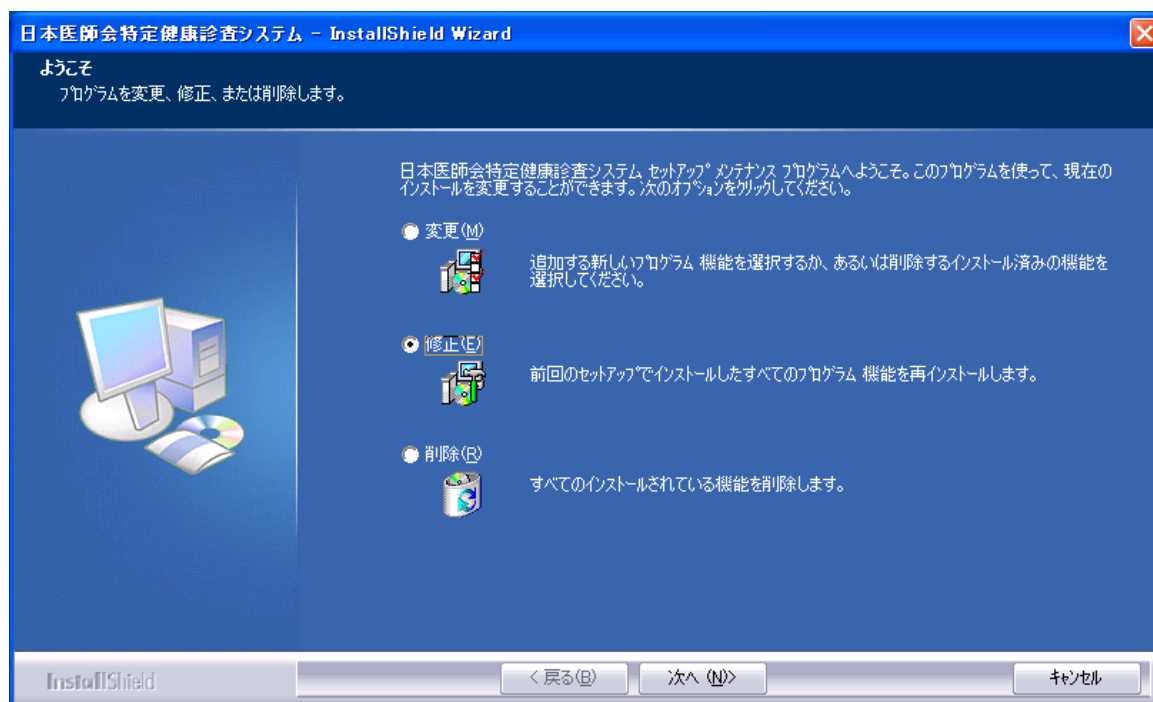 日本医師会特定健康診査システム - InstallShield Wizard
ようこそ
プログラムを変更、修正、または削除します。
日本医師会特定健康診査システム セットアップ メンテナンス プログラムへようこそ。このプログラムを使って、現在の
インストールを変更することができます。次のオプションをクリックしてください。
変更(M)
追加する新しいプログラム 機能を選択するか、あるいは削除するインストール済みの機能を
選択してください。
修正(E)
前回のセットアップでインストールしたすべてのプログラム 機能を再インストールします。
削除(R)
すべてのインストールされている機能を削除します。
InstallShield
< 戻る(B)
次へ (N)>
キャンセル